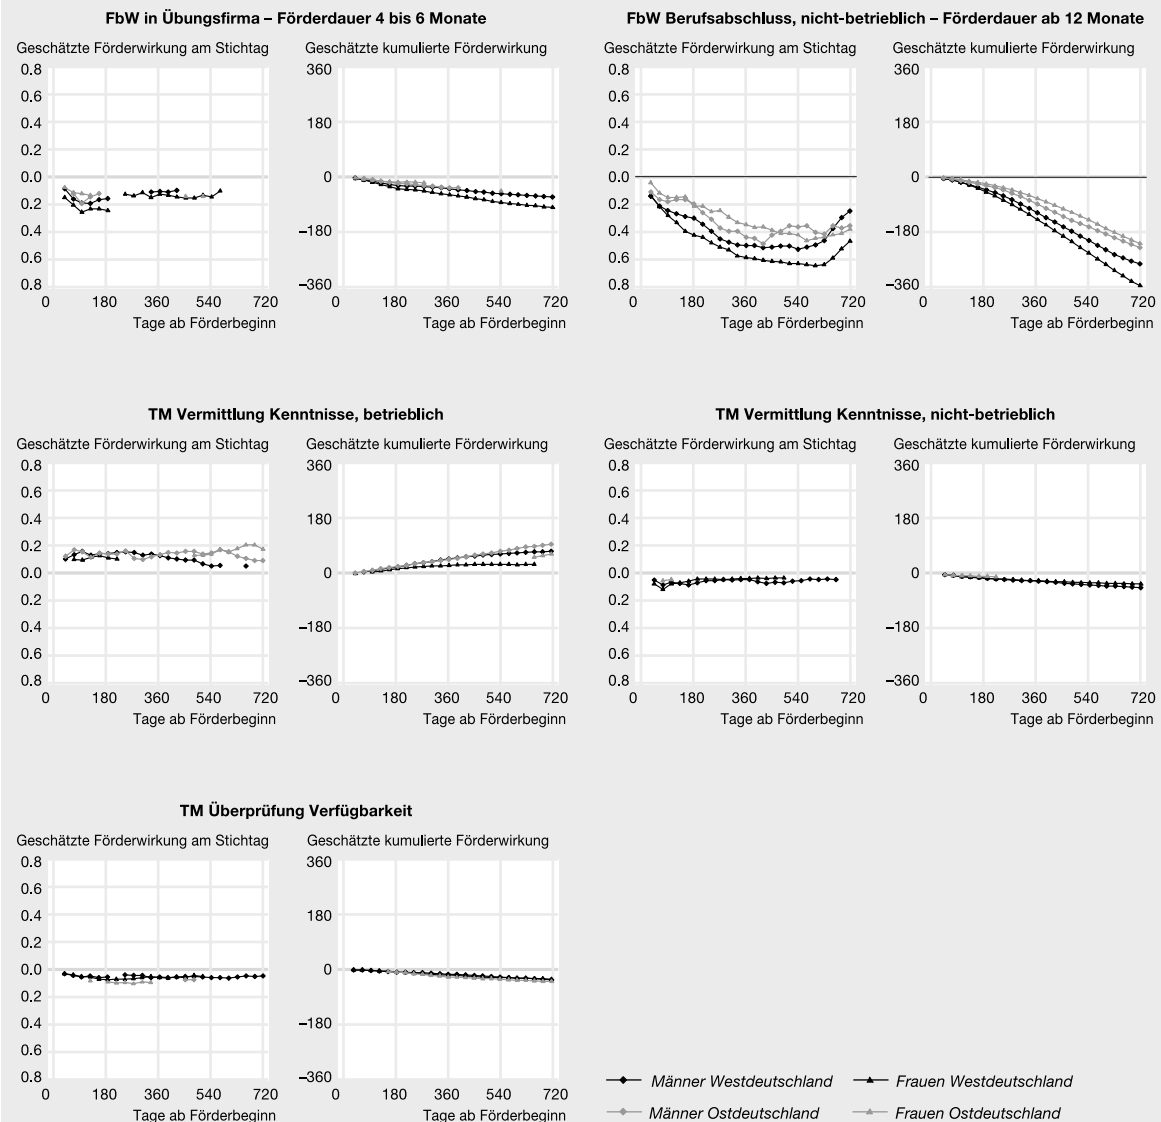 FbW in Übungsfirma – Förderdauer 4 bis 6 Monate
Geschätzte Förderwirkung am Stichtag
0.8
0.6
0.4
0.2
0.0
0.2
0.4
0.6
0.8
0 180 360 540 720
Tage ab Förderbeginn
Geschätzte kumulierte Förderwirkung
360
180
0
–180
–360
0 180 360 540 720
Tage ab Förderbeginn
FbW Berufsabschluss, nicht-betrieblich – Förderdauer ab 12 Monate
Geschätzte Förderwirkung am Stichtag
0.8
0.6
0.4
0.2
0.0
0.2
0.4
0.6
0.8
0 180 360 540 720
Tage ab Förderbeginn
Geschätzte kumulierte Förderwirkung
360
180
0
–180
–360
0 180 360 540 720
Tage ab Förderbeginn
TM Vermittlung Kenntnisse, betrieblich
Geschätzte Förderwirkung am Stichtag
0.8
0.6
0.4
0.2
0.0
0.2
0.4
0.6
0.8
0 180 360 540 720
Tage ab Förderbeginn
Geschätzte kumulierte Förderwirkung
360
180
0
–180
–360
0 180 360 540 720
Tage ab Förderbeginn
TM Vermittlung Kenntnisse, nicht-betrieblich
Geschätzte Förderwirkung am Stichtag
0.8
0.6
0.4
0.2
0.0
0.2
0.4
0.6
0.8
0 180 360 540 720
Tage ab Förderbeginn
Geschätzte kumulierte Förderwirkung
360
180
0
–180
–360
0 180 360 540 720
Tage ab Förderbeginn
TM Überprüfung Verfügbarkeit
Geschätzte Förderwirkung am Stichtag
0.8
0.6
0.4
0.2
0.0
0.2
0.4
0.6
0.8
0 180 360 540 720
Tage ab Förderbeginn
Geschätzte kumulierte Förderwirkung
360
180
0
–180
–360
0 180 360 540 720
Tage ab Förderbeginn
Männer Westdeutschland Frauen Westdeutschland
Männer Ostdeutschland Frauen Ostdeutschland